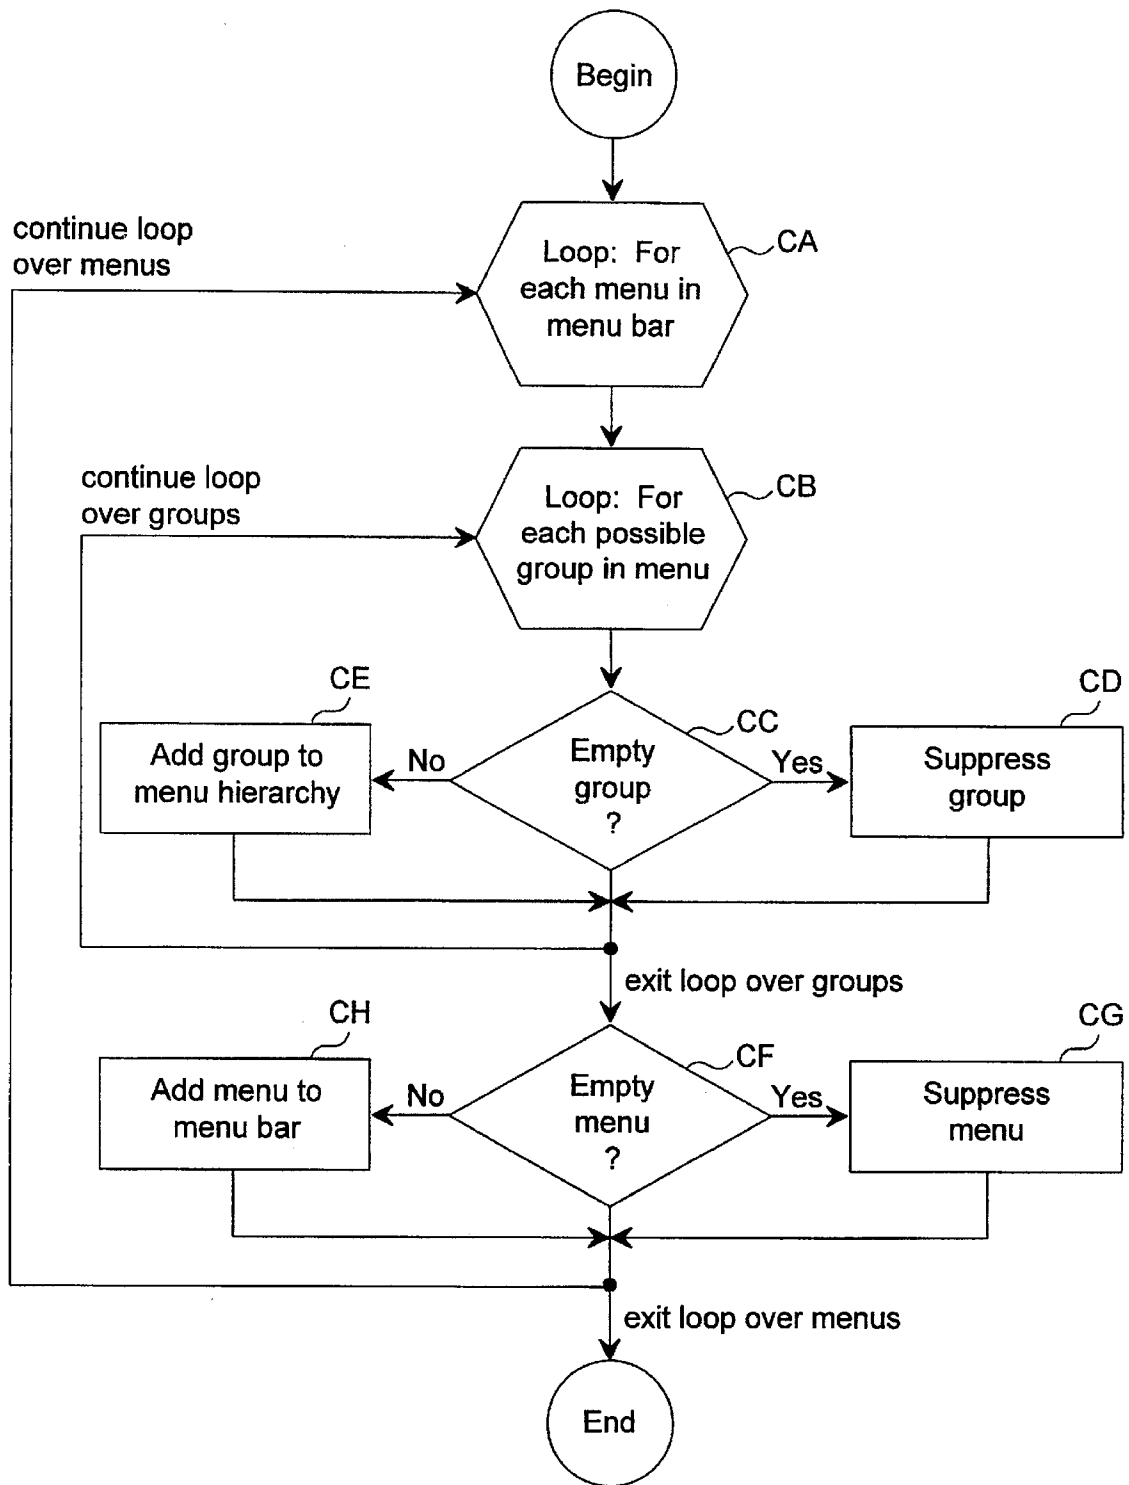 Begin
continue loop
over menus
Loop: For
each menu in
menu bar
CA
continue loop
over groups
Loop: For
each possible
group in menu
CB
CE
Add group to
menu hierarchy
No
Empty
group
?
CC
Yes
CD
Suppress
group
exit loop over groups
CH
Add menu to
menu bar
No
Empty
menu
?
CF
Yes
CG
Suppress
menu
exit loop over menus
End